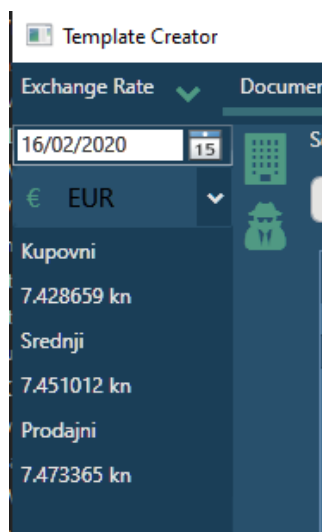 Template Creator
Exchange Rate
Documen
S
16/02/2020
15
€ EUR
Kupovni
7.428659 kn
Srednji
7.451012 kn
Prodajni
7.473365 kn